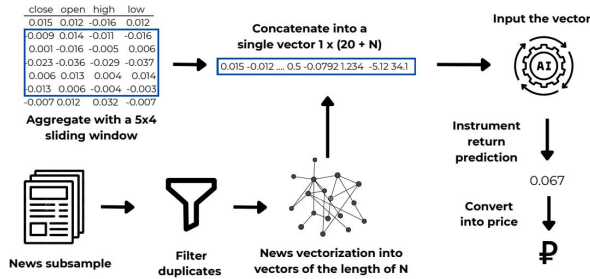 close open high low
0.015 0.012 -0.016 0.012
-0.009 0.014 -0.011 -0.016
0.001 -0.016 -0.005 0.006
-0.023 -0.036 -0.029 -0.037
0.006 0.013 0.004 0.014
-0.013 0.006 -0.004 -0.003
-0.007 0.012 0.032 -0.007
Aggregate with a 5x4
sliding window
Concatenate into a
single vector 1 x (20 + N)
0.015 -0.012 .... 0.5 -0.0792 1.234 -5.12 34.1
Input the vector
AI
Instrument
return
prediction
0.067
Convert
into price
₽
News subsample
Filter
duplicates
News vectorization into
vectors of the length of N